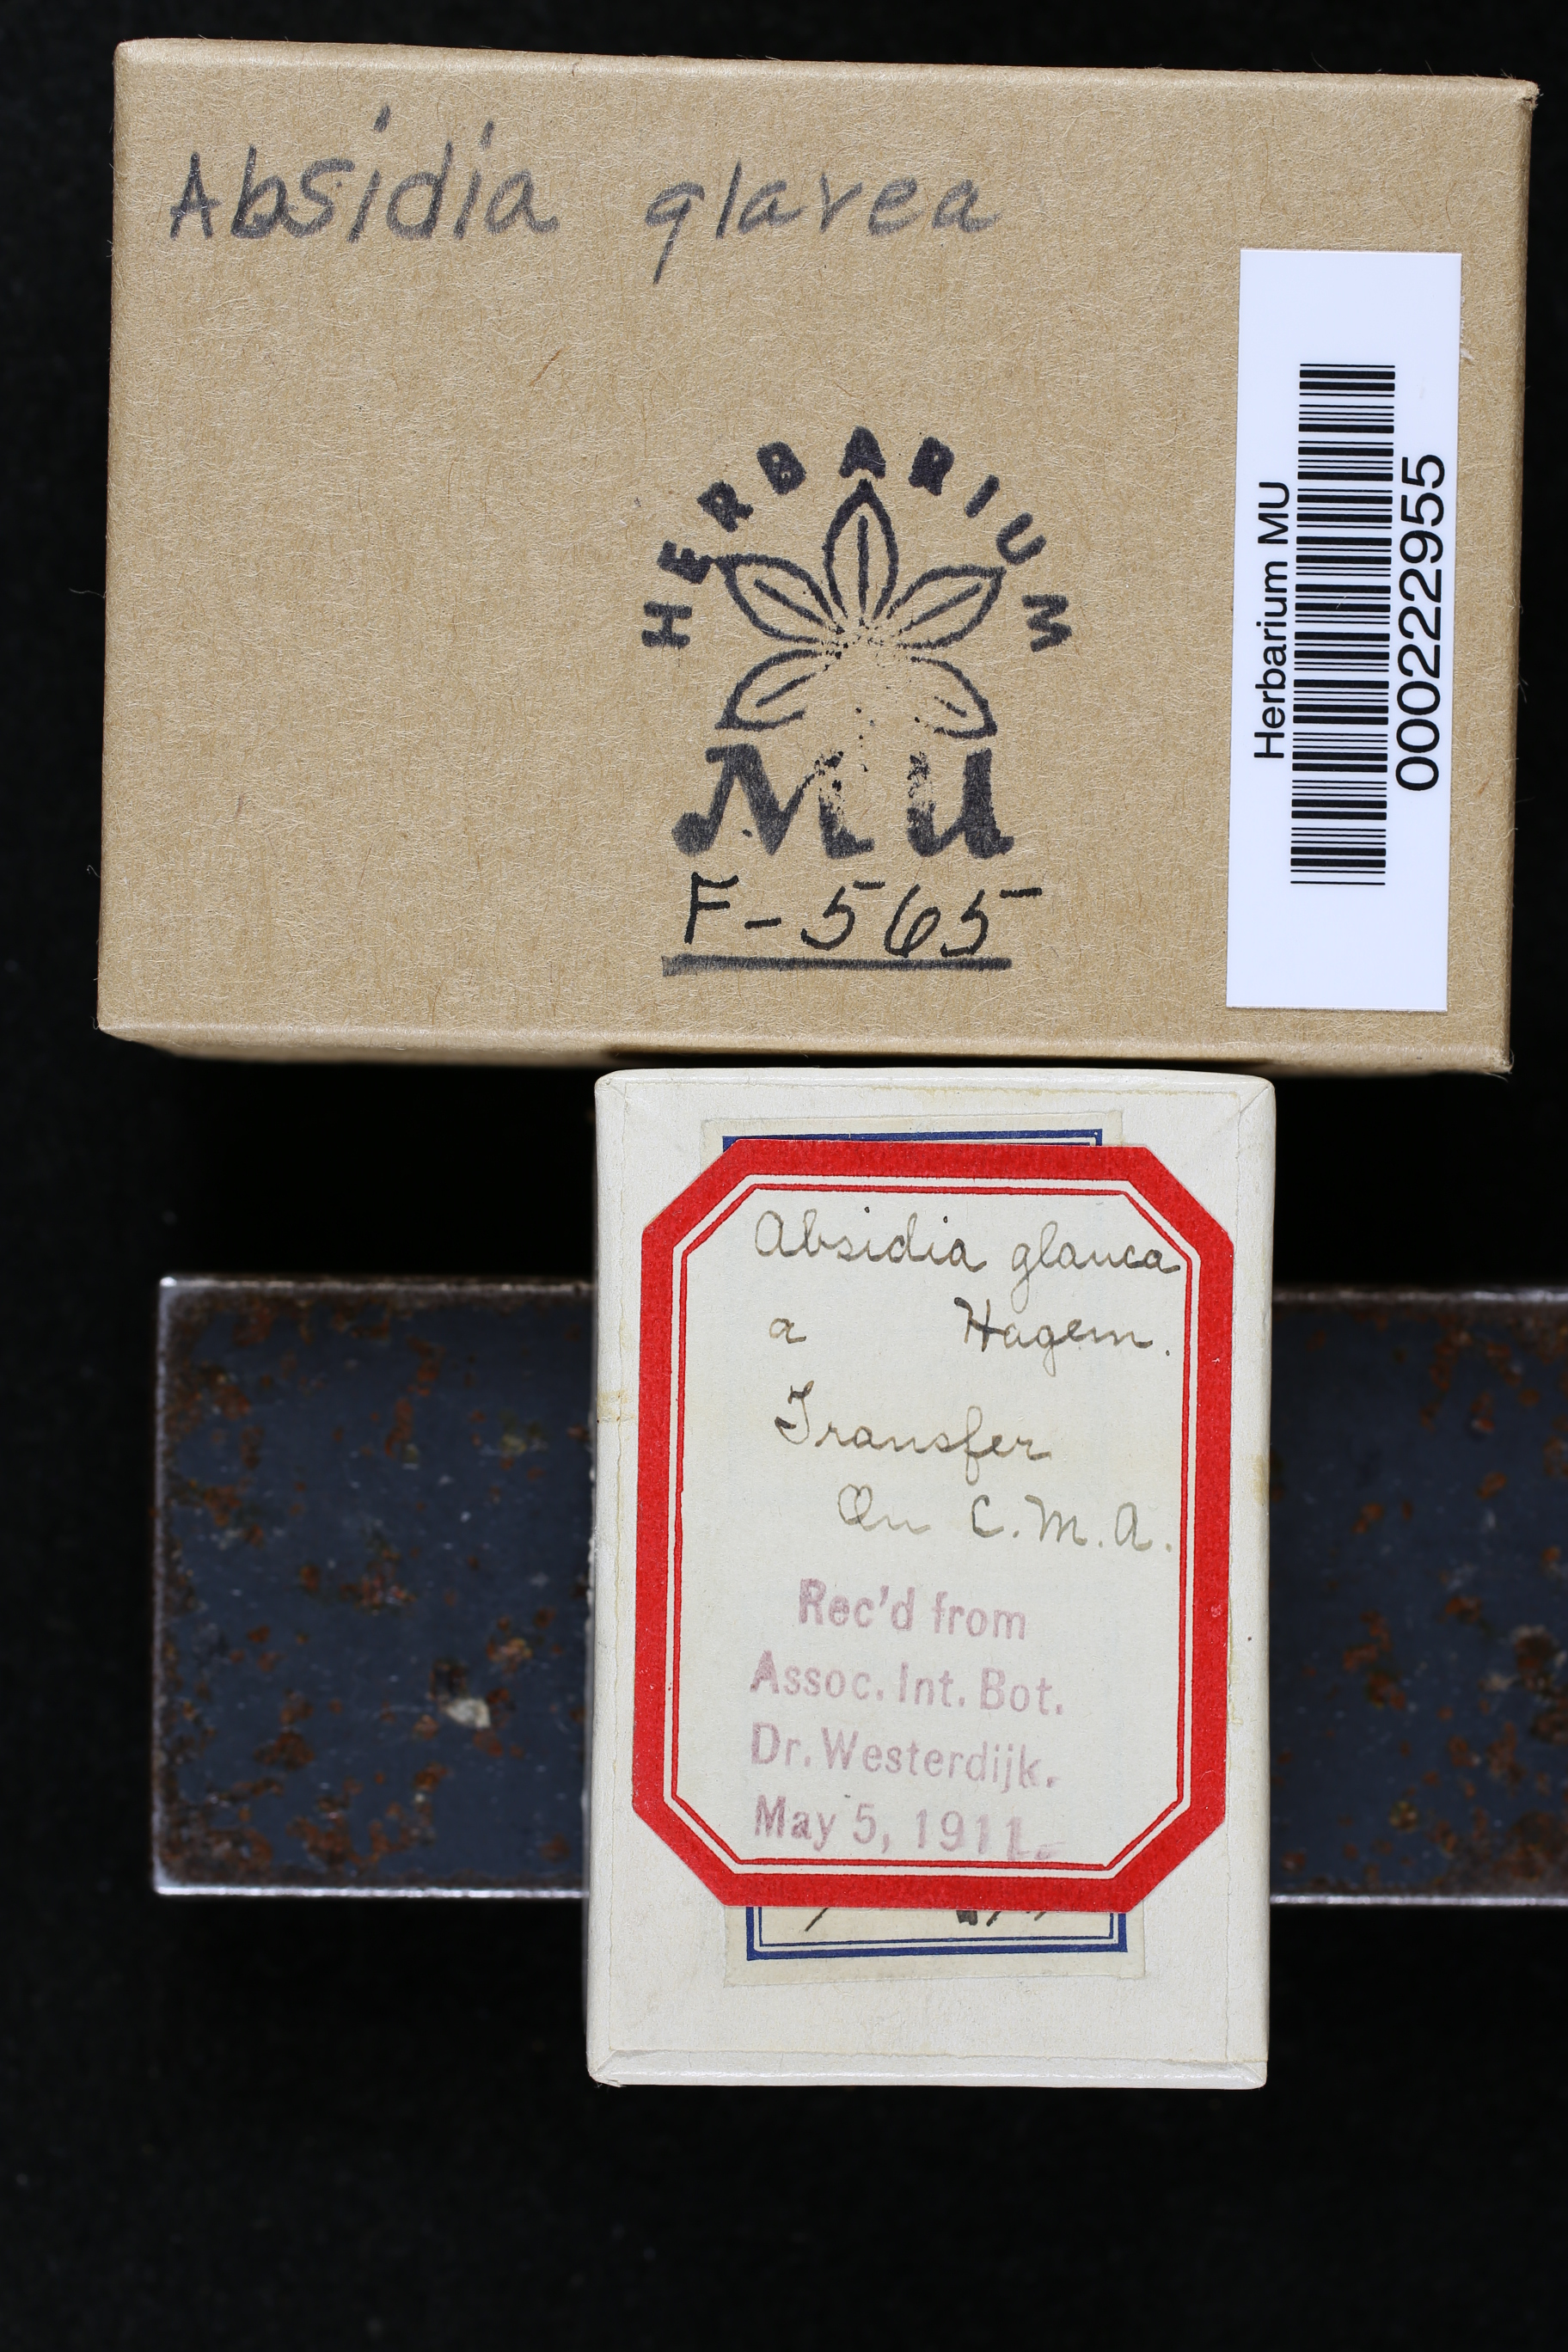 Absidia glavea
HERBARIUM
MU
F-565
Herbarium MU
000222955
Absidia glauca
a Hagem.
Transfer
On C.M.A.
Rec'd from
Assoc. Int. Bot.
Dr. Westerdijk.
May 5, 1911.